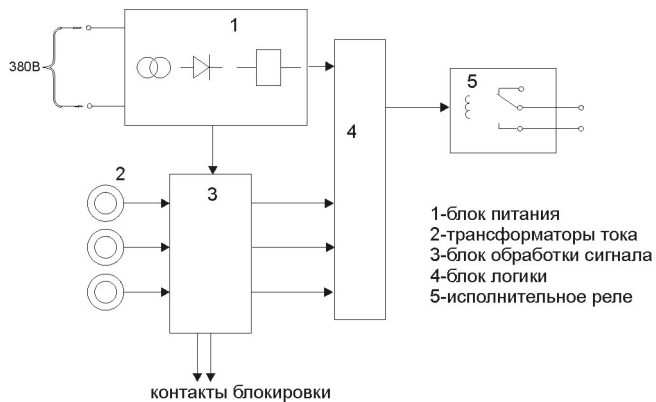 1
380В
5
4
2
3
1-блок питания
2-трансформаторы тока
3-блок обработки сигнала
4-блок логики
5-исполнительное реле
контакты блокировки